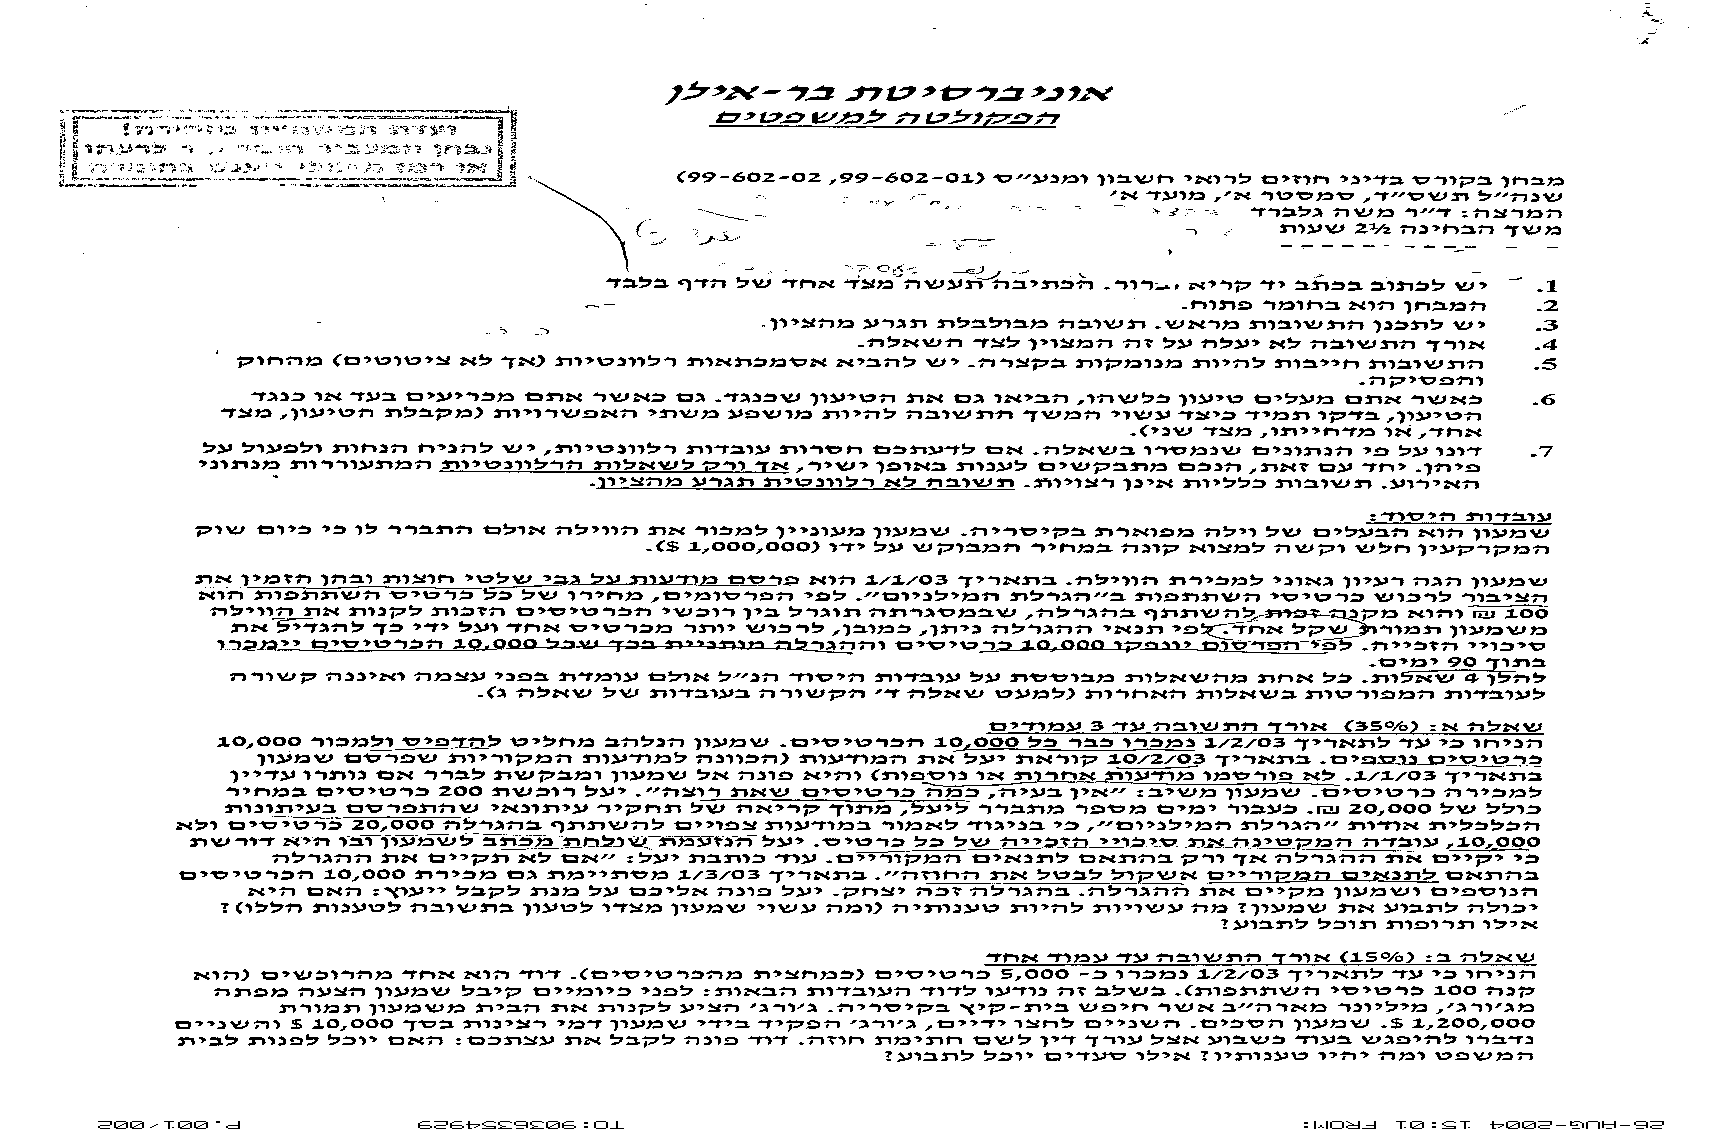 אוניברסיטת בר-אילן
הפקולטה למשפטים
נבחן המעביר
מבחן בקורס בדיני חוזים לרואי חשבון ומנע"ס (99-602-01, 99-602-02)
שנה"ל תשס"ד, סמסטר א', מועד א'
המרצה: ד"ר משה גלברד
משך הבחינה 2½ שעות
1. יש לכתוב בכתב יד קריא וברור. הכתיבה תעשה מצד אחד של הדף בלבד
2. המבחן הוא בחומר פתוח.
3. יש לתכנן התשובות מראש. תשובה מבולבלת תגרע מהציון.
4. אורך התשובה לא יעלה על זה המצוין לצד השאלה.
5. התשובות חייבות להיות מנומקות בקצרה. יש להביא אסמכתאות רלוונטיות (אך לא ציטוטים) מהחוק
והפסיקה.
6. כאשר אתם מעלים טיעון כלשהו, הביאו גם את הטיעון שכנגד. גם כאשר אתם מכריעים בעד או כנגד
הטיעון, בדקו תמיד כיצד עשוי המשך התשובה להיות מושפע משתי האפשרויות (מקבלת הטיעון, מצד
אחד, או מדחייתו, מצד שני).
7. דונו על פי הנתונים שנמסרו בשאלה. אם לדעתכם חסרות עובדות רלוונטיות, יש להניח הנחות ולפעול על
פיהן. יחד עם זאת, הנכם מתבקשים לענות באופן ישיר, אך ורק לשאלות הרלוונטיות המתעוררות מנתוני
האירוע. תשובות כלליות אינן רצויות. תשובה לא רלוונטית תגרע מהציון.
עובדות היסוד:
שמעון הוא הבעלים של וילה מפוארת בקיסריה. שמעון מעוניין למכור את הווילה אולם התברר לו כי כיום שוק
המקרקעין חלש וקשה למצוא קונה במחיר המבוקש על ידו (1,000,000 $).
שמעון הגה רעיון גאוני למכירת הווילה. בתאריך 1/1/03 הוא פרסם מודעות על גבי שלטי חוצות ובהן הזמין את
הציבור לרכוש כרטיסי השתתפות ב"הגרלת המילניום". לפי הפרסומים, מחירו של כל כרטיס השתתפות הוא
100 ₪ והוא מקנה זכות להשתתף בהגרלה, שבמסגרתה תוגרל בין רוכשי הכרטיסים הזכות לקנות את הווילה
משמעון תמורת שקל אחד. לפי תנאי ההגרלה ניתן, כמובן, לרכוש יותר מכרטיס אחד ועל ידי כך להגדיל את
סיכויי הזכייה. לפי הפרסום יונפקו 10,000 כרטיסים וההגרלה מותניית בכך שכל 10,000 הכרטיסים יימכרו
בתוך 90 ימים.
להלן 4 שאלות. כל אחת מהשאלות מבוססת על עובדות היסוד הנ"ל אולם עומדת בפני עצמה ואיננה קשורה
לעובדות המפורטות בשאלות האחרות (למעט שאלה ד' הקשורה בעובדות של שאלה ג).
שאלה א: (35%) אורך התשובה עד 3 עמודים
הניחו כי עד לתאריך 1/2/03 נמכרו כבר כל 10,000 הכרטיסים. שמעון הנלהב מחליט להדפיס ולמכור 10,000
כרטיסים נוספים. בתאריך 10/2/03 קוראת יעל את המודעות (הכוונה למודעות המקוריות שפרסם שמעון
בתאריך 1/1/03. לא פורסמו מודעות אחרות או נוספות) והיא פונה אל שמעון ומבקשת לברר אם נותרו עדיין
למכירה כרטיסים. שמעון משיב: "אין בעיה, כמה כרטיסים שאת רוצה". יעל רוכשת 200 כרטיסים במחיר
כולל של 20,000 ₪. כעבור ימים מספר מתברר ליעל, מתוך קריאה של תחקיר עיתונאי שהתפרסם בעיתונות
הכלכלית אודות "הגרלת המילניום", כי בניגוד לאמור במודעות צפויים להשתתף בהגרלה 20,000 כרטיסים ולא
10,000, עובדה המקטינה את סיכויי הזכייה של כל כרטיס. יעל הנזעמת שולחת מכתב לשמעון ובו היא דורשת
כי יקיים את ההגרלה אך ורק בהתאם לתנאים המקוריים. עוד כותבת יעל: "אם לא תקיים את ההגרלה
בהתאם לתנאים המקוריים אשקול לבטל את החוזה". בתאריך 1/3/03 מסתיימת גם מכירת 10,000 הכרטיסים
הנוספים ושמעון מקיים את ההגרלה. בהגרלה זכה יצחק. יעל פונה אליכם על מנת לקבל ייעוץ: האם היא
יכולה לתבוע את שמעון? מה עשויות להיות טענותיה (ומה עשוי שמעון מצדו לטעון בתשובה לטענות הללו)?
אילו תרופות תוכל לתבוע?
שאלה ב: (15%) אורך התשובה עד עמוד אחד
הניחו כי עד לתאריך 1/2/03 נמכרו כ- 5,000 כרטיסים (כמחצית מהכרטיסים). דוד הוא אחד מהרוכשים (הוא
קנה 100 כרטיסי השתתפות). בשלב זה נודעו לדוד העובדות הבאות: לפני כיומיים קיבל שמעון הצעה מפתה
מג'ורג', מיליונר מארה"ב אשר חיפש בית-קיץ בקיסריה. ג'ורג' הציע לקנות את הבית משמעון תמורת
1,200,000 $. שמעון הסכים. השניים לחצו ידיים, ג'ורג' הפקיד בידי שמעון דמי רצינות בסך 10,000 $ והשניים
נדברו להיפגש בעוד כשבוע אצל עורך דין לשם חתימת חוזה. דוד פונה לקבל את עצתכם: האם יוכל לפנות לבית
המשפט ומה יהיו טענותיו? אילו סעדים יוכל לתבוע?
26-AUG-2004 15:01 FROM: TO:9036354929 P.001/002